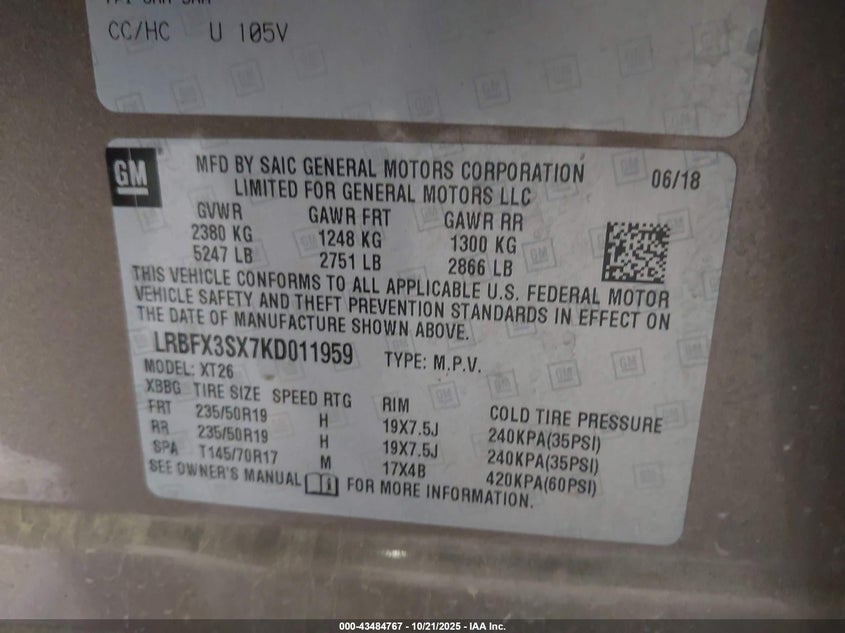 CC/HC U 105V
GM
MFD BY SAIC GENERAL MOTORS CORPORATION
LIMITED FOR GENERAL MOTORS LLC
06/18
GVWR GAWR FRT GAWR RR
2380 KG 1248 KG 1300 KG
5247 LB 2751 LB 2866 LB
THIS VEHICLE CONFORMS TO ALL APPLICABLE U.S. FEDERAL MOTOR
VEHICLE SAFETY AND THEFT PREVENTION STANDARDS IN EFFECT ON
THE DATE OF MANUFACTURE SHOWN ABOVE.
LRBFX3SX7KD011959 TYPE: M.P.V.
MODEL: XT26
XBBG TIRE SIZE SPEED RTG RIM COLD TIRE PRESSURE
FRT 235/50R19 H 19X7.5J 240KPA(35PSI)
RR 235/50R19 H 19X7.5J 240KPA(35PSI)
SPA T145/70R17 M 17X4B 420KPA(60PSI)
SEE OWNER'S MANUAL FOR MORE INFORMATION.
000-43484767 - 10/21/2025 - IAA Inc.